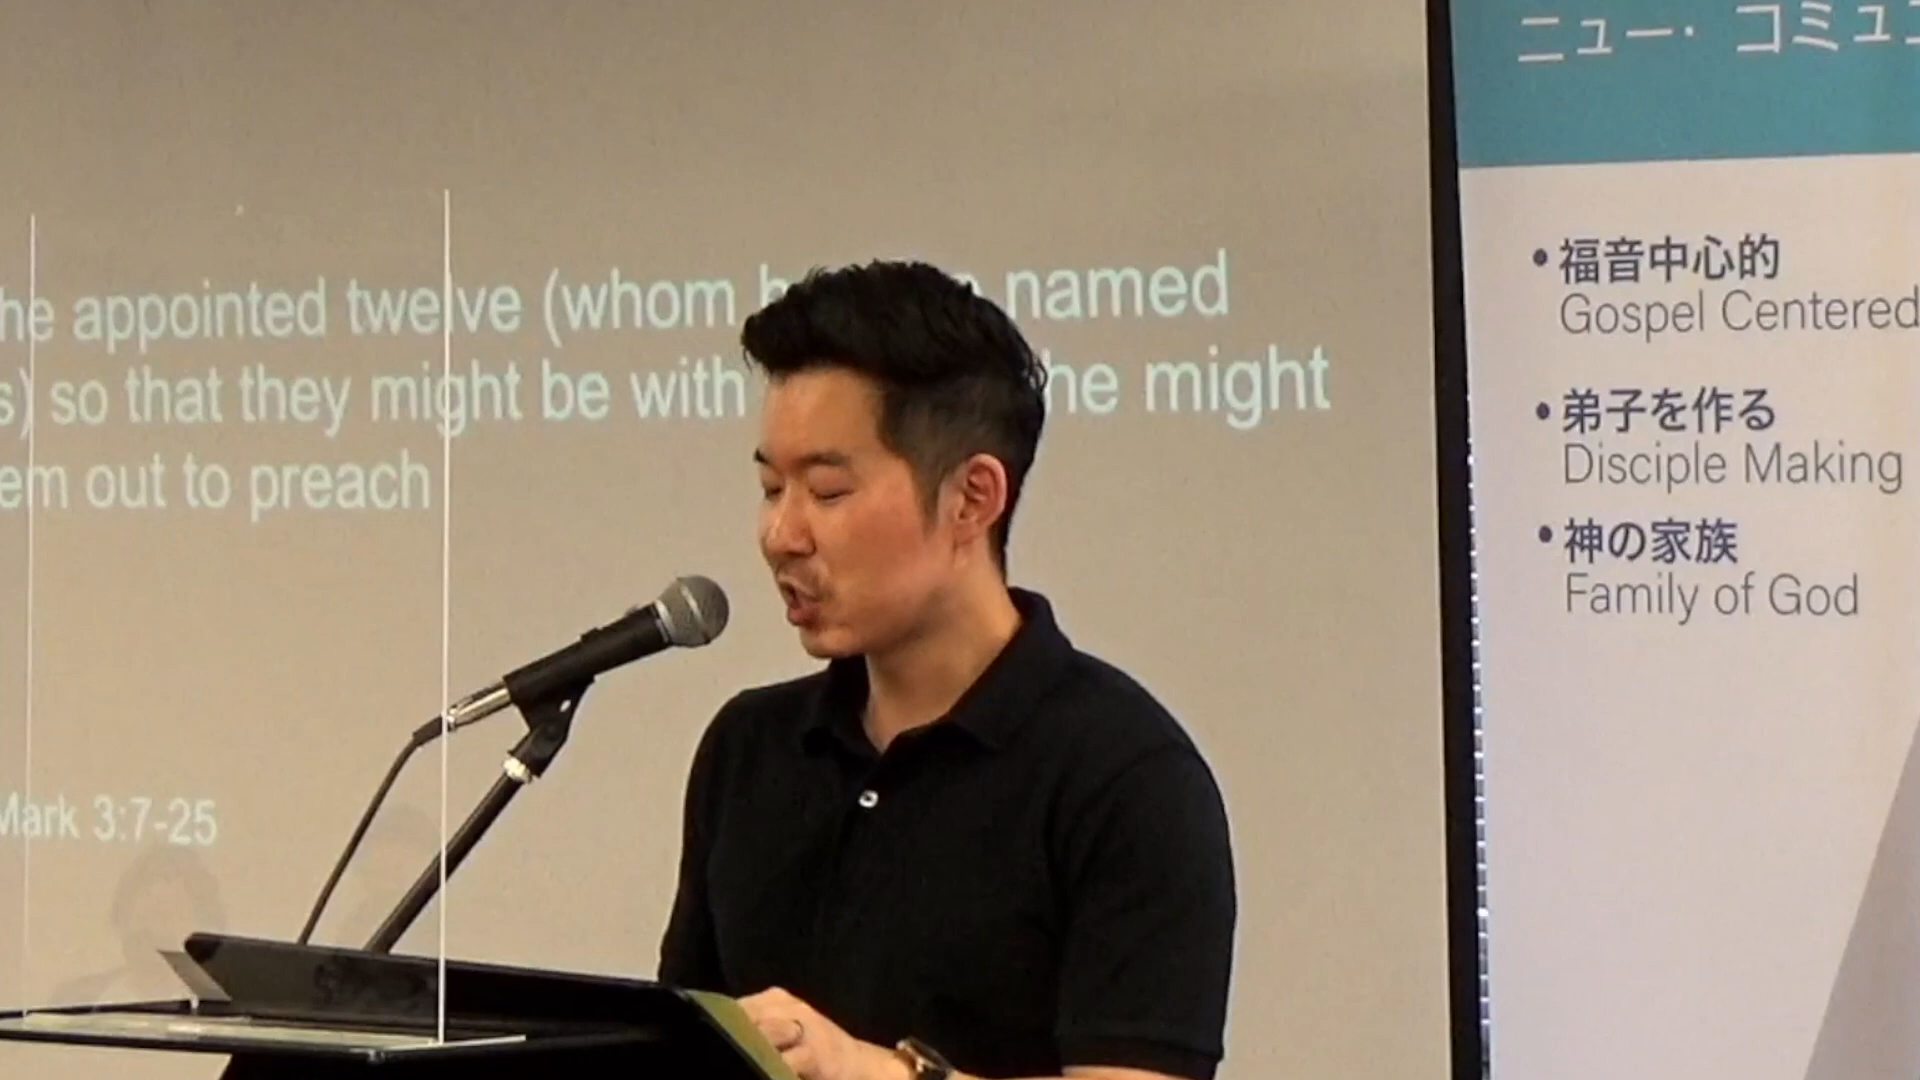 he appointed twelve (whom named
so that they might be with he might
out to preach
Mark 3:7-25
ニュー・コミュ
• 福音中心的
Gospel Centered
• 弟子を作る
Disciple Making
• 神の家族
Family of God